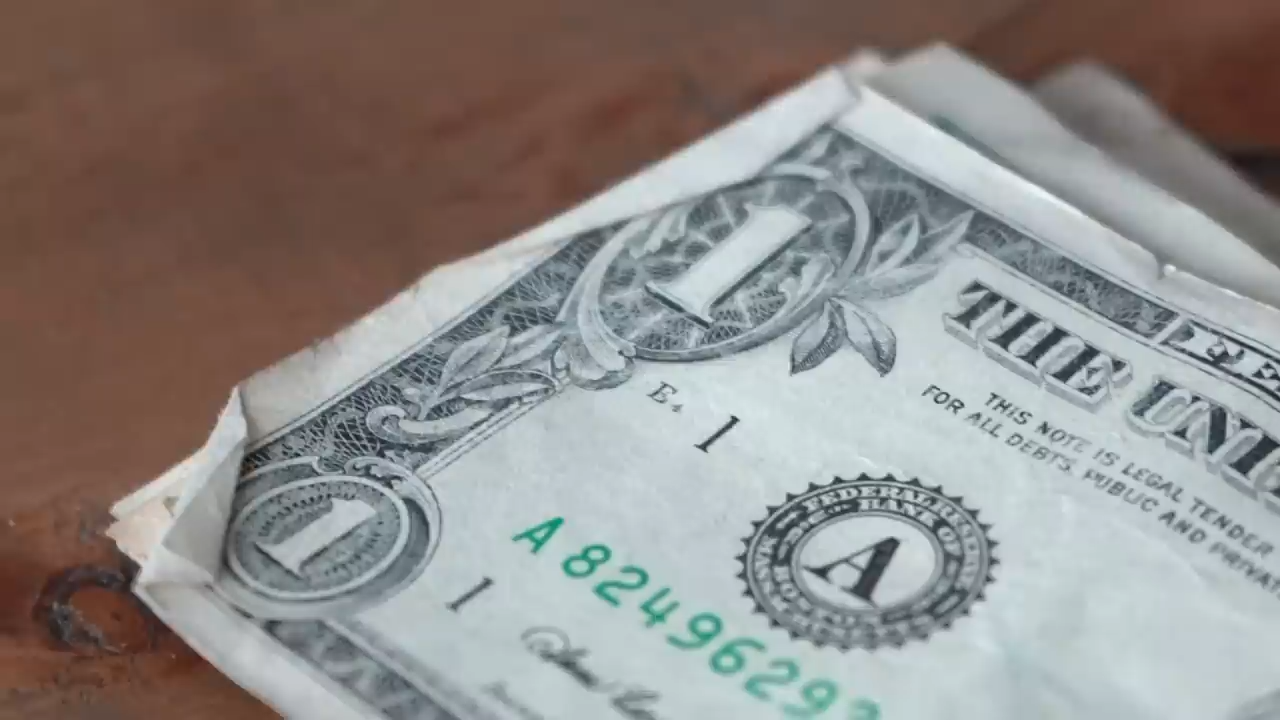 1
FE
THE UNI
THIS NOTE IS LEGAL TENDER
FOR ALL DEBTS, PUBLIC AND PRIVAT
E4
1
FEDERAL RESERVE
BANK OF
A
A 8249629
1
1